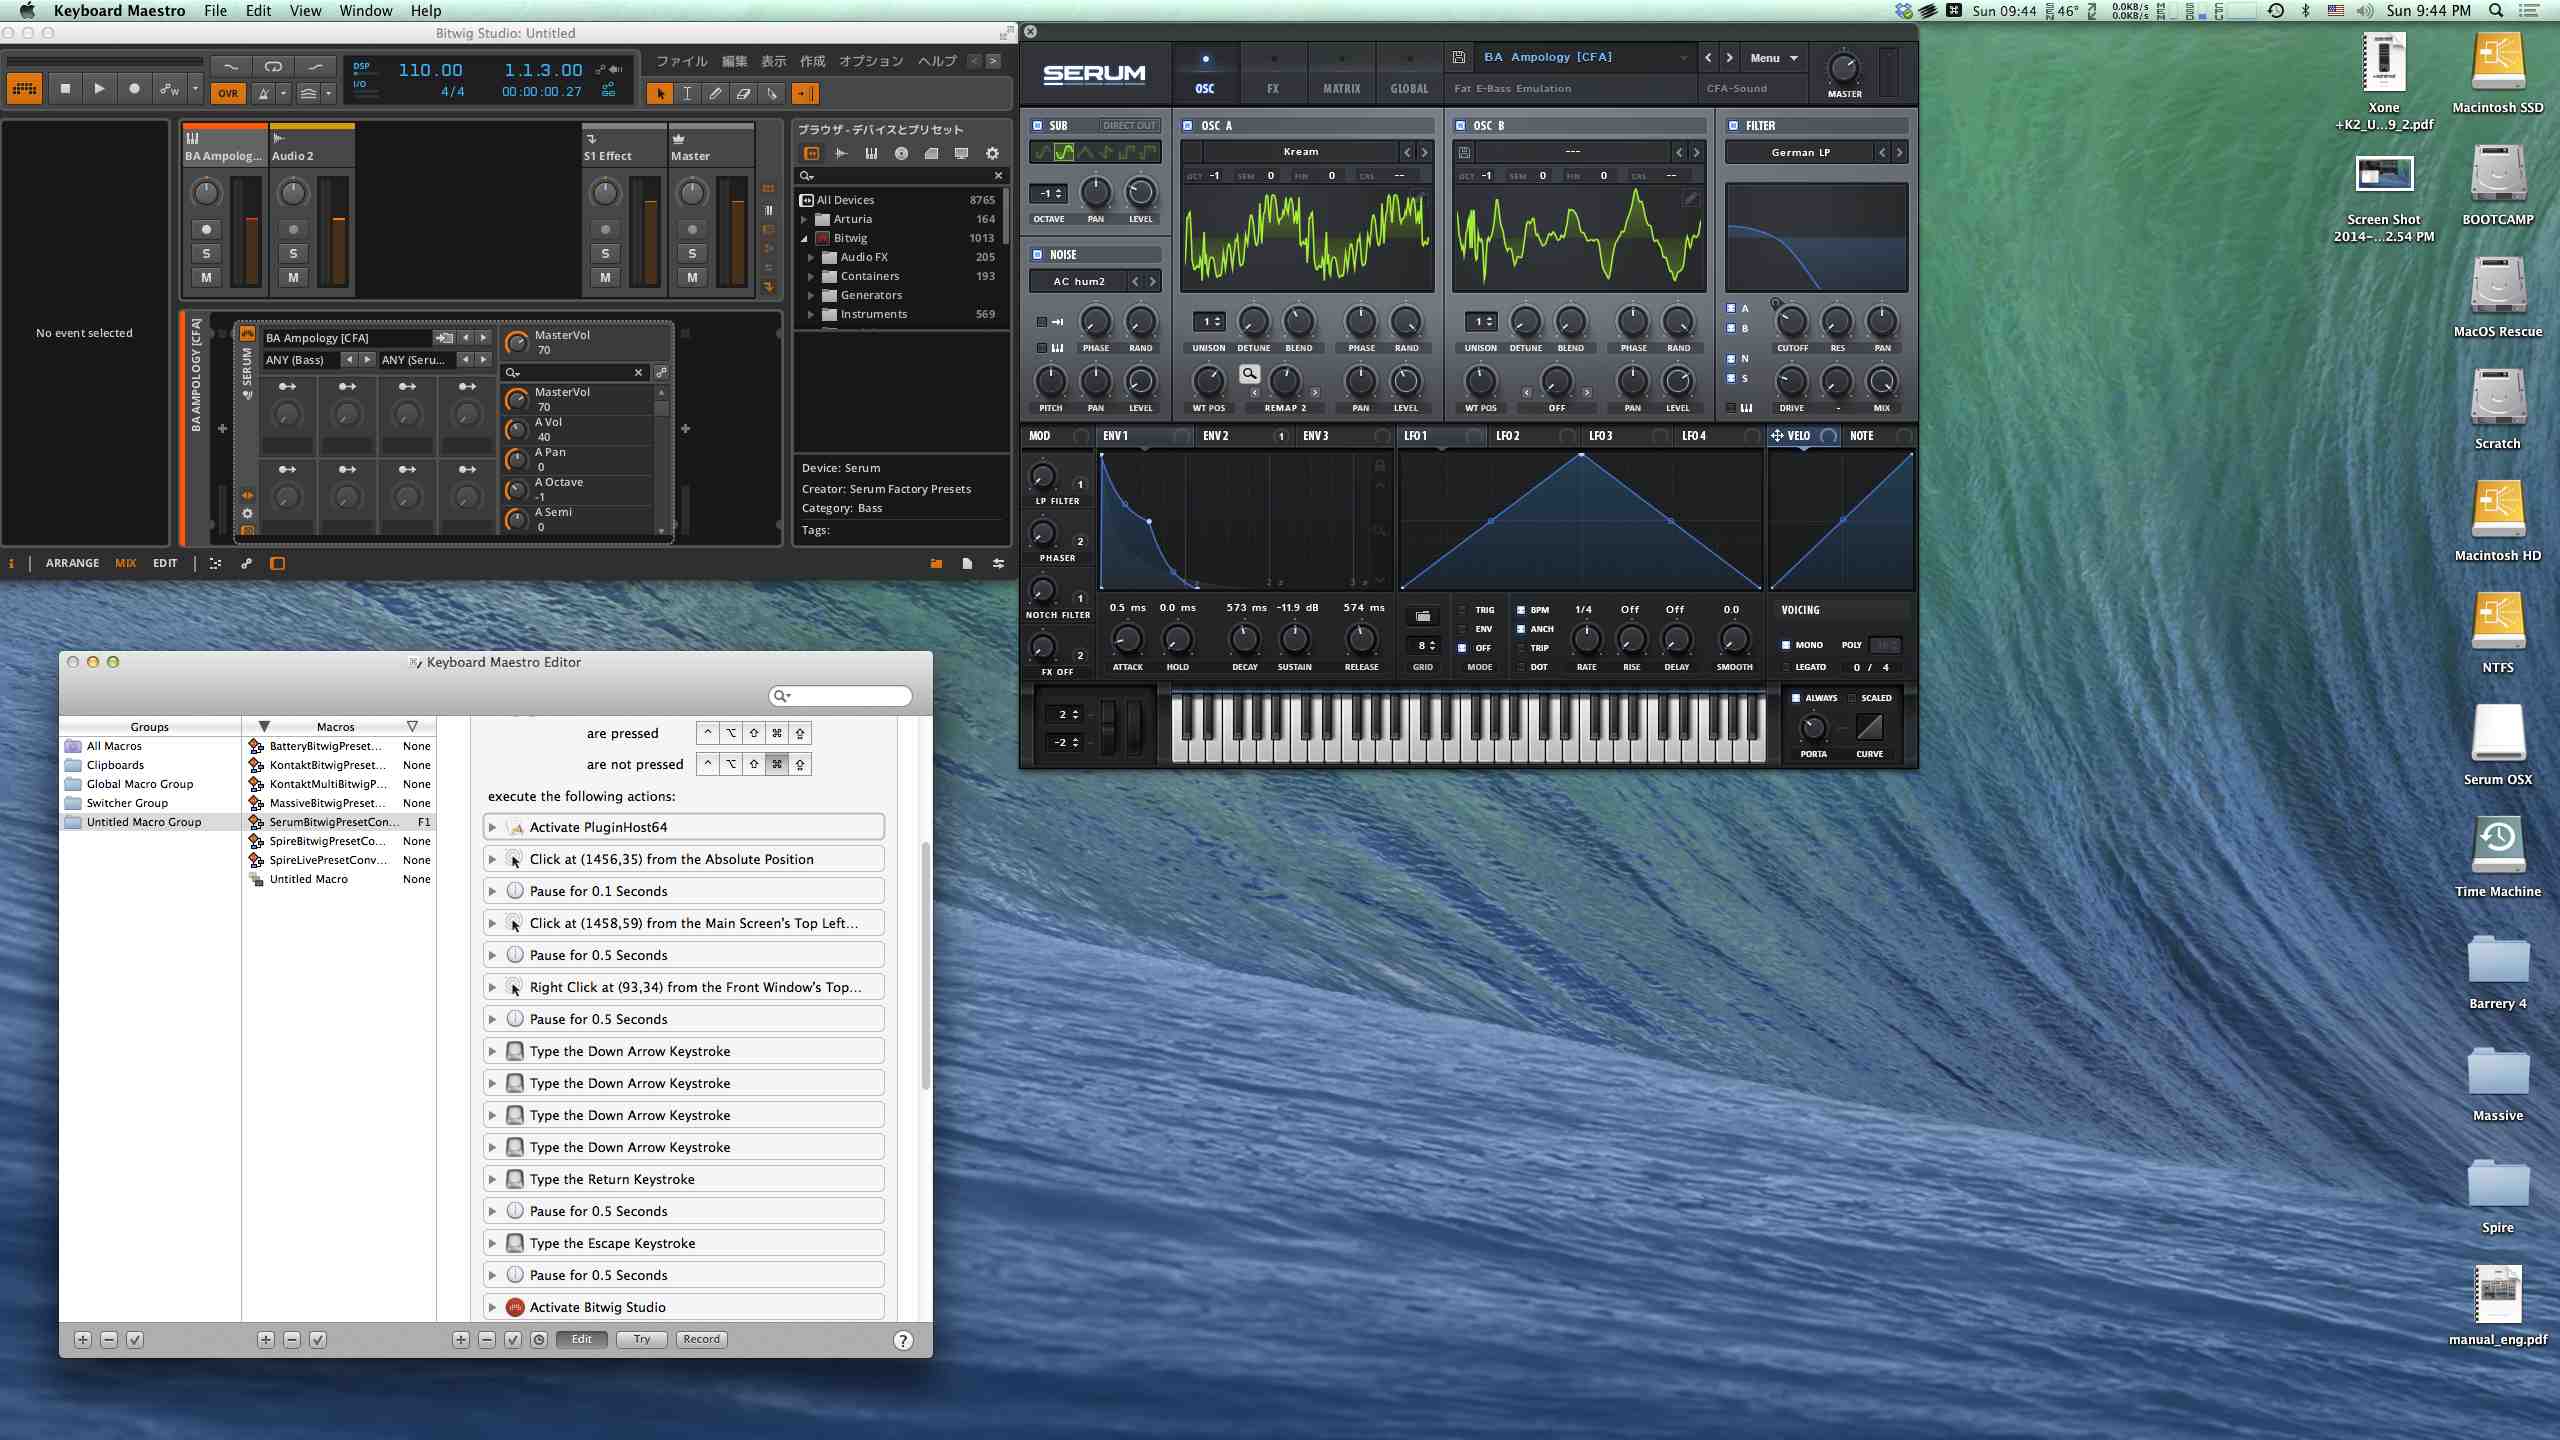 Keyboard Maestro File Edit View Window Help
Sun 09:44 46° 0.0KB/s 0.0KB/s Sun 9:44 PM
Bitwig Studio: Untitled
DSP 110.00 1.1.3.00
I/O 4/4 00:00:00.27
OVR
ファイル 編集 表示 作成 オプション ヘルプ
BA Ampolog... Audio 2 S1 Effect Master
S S S S
M M M M
No event selected
ブラウザ - デバイスとプリセット
All Devices 8765
Arturia 164
Bitwig 1013
Audio FX 205
Containers 193
Generators
Instruments 569
Device: Serum
Creator: Serum Factory Presets
Category: Bass
Tags:
BA AMPOLOGY [CFA]
SERUM
BA Ampology [CFA]
ANY (Bass) ANY (Seru...
MasterVol
70
MasterVol
70
A Vol
40
A Pan
0
A Octave
-1
A Semi
0
ARRANGE MIX EDIT
SERUM
OSC FX MATRIX GLOBAL
BA Ampology [CFA] Menu
Fat E-Bass Emulation CFA-Sound
MASTER
SUB DIRECT OUT
-1
OCTAVE PAN LEVEL
NOISE
AC hum2
PHASE RAND
PITCH PAN LEVEL
OSC A
Kream
OCT -1 SEM 0 FIN 0 CRS --
1
UNISON DETUNE BLEND PHASE RAND
WT POS REMAP 2 PAN LEVEL
OSC B
---
OCT -1 SEM 0 FIN 0 CRS --
1
UNISON DETUNE BLEND PHASE RAND
WT POS OFF PAN LEVEL
FILTER
German LP
A
B
N
S
CUTOFF RES PAN
DRIVE - MIX
MOD ENV 1 ENV 2 1 ENV 3 LFO 1 LFO 2 LFO 3 LFO 4 VELO NOTE
LP FILTER 1
PHASER 2
NOTCH FILTER 1
FX OFF 2
2 s 3 s
0.5 ms 0.0 ms 573 ms -11.9 dB 574 ms
ATTACK HOLD DECAY SUSTAIN RELEASE
8
GRID
TRIG
ENV
OFF
MODE
BPM
ANCH
TRIP
DOT
1/4 Off Off 0.0
RATE RISE DELAY SMOOTH
VOICING
MONO POLY
LEGATO 0 / 4
2
-2
ALWAYS SCALED
PORTA CURVE
Keyboard Maestro Editor
Groups
All Macros
Clipboards
Global Macro Group
Switcher Group
Untitled Macro Group
Macros
BatteryBitwigPreset... None
KontaktBitwigPreset... None
KontaktMultiBitwigP... None
MassiveBitwigPreset... None
SerumBitwigPresetCon... F1
SpireBitwigPresetCo... None
SpireLivePresetConv... None
Untitled Macro None
are pressed
are not pressed
execute the following actions:
Activate PluginHost64
Click at (1456,35) from the Absolute Position
Pause for 0.1 Seconds
Click at (1458,59) from the Main Screen's Top Left...
Pause for 0.5 Seconds
Right Click at (93,34) from the Front Window's Top...
Pause for 0.5 Seconds
Type the Down Arrow Keystroke
Type the Down Arrow Keystroke
Type the Down Arrow Keystroke
Type the Down Arrow Keystroke
Type the Return Keystroke
Pause for 0.5 Seconds
Type the Escape Keystroke
Pause for 0.5 Seconds
Activate Bitwig Studio
Edit Try Record ?
Xone
+K2_U...9_2.pdf
Screen Shot
2014-...2.54 PM
Macintosh SSD
BOOTCAMP
MacOS Rescue
Scratch
Macintosh HD
NTFS
Serum OSX
Time Machine
Barrery 4
Massive
Spire
manual_eng.pdf